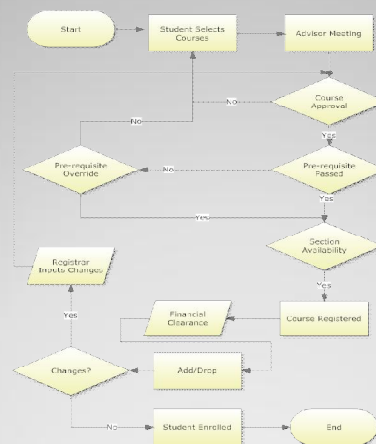 Start
Student Selects
Courses
Advisor Meeting
Course
Approval
No
Yes
No
Pre-requisite
Override
No
Pre-requisite
Passed
Yes
Yes
Section
Availability
Registrar
Inputs Changes
Yes
Financial
Clearance
Course Registered
Yes
Changes?
Add/Drop
No
Student Enrolled
End